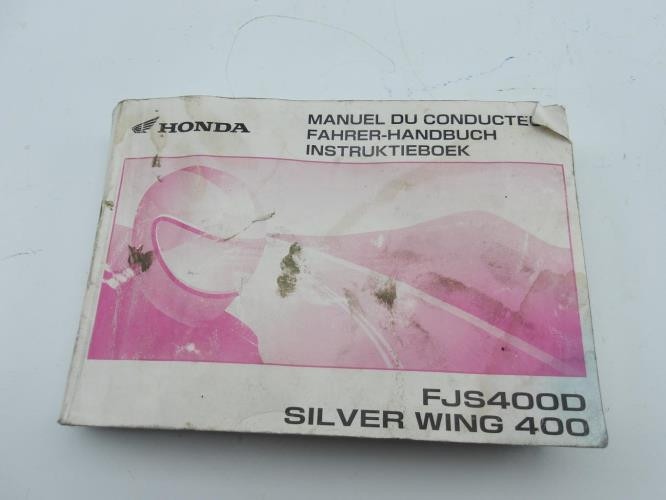 HONDA
MANUEL DU CONDUCTE
FAHRER-HANDBUCH
INSTRUKTIEBOEK
FJS400D
SILVER WING 400